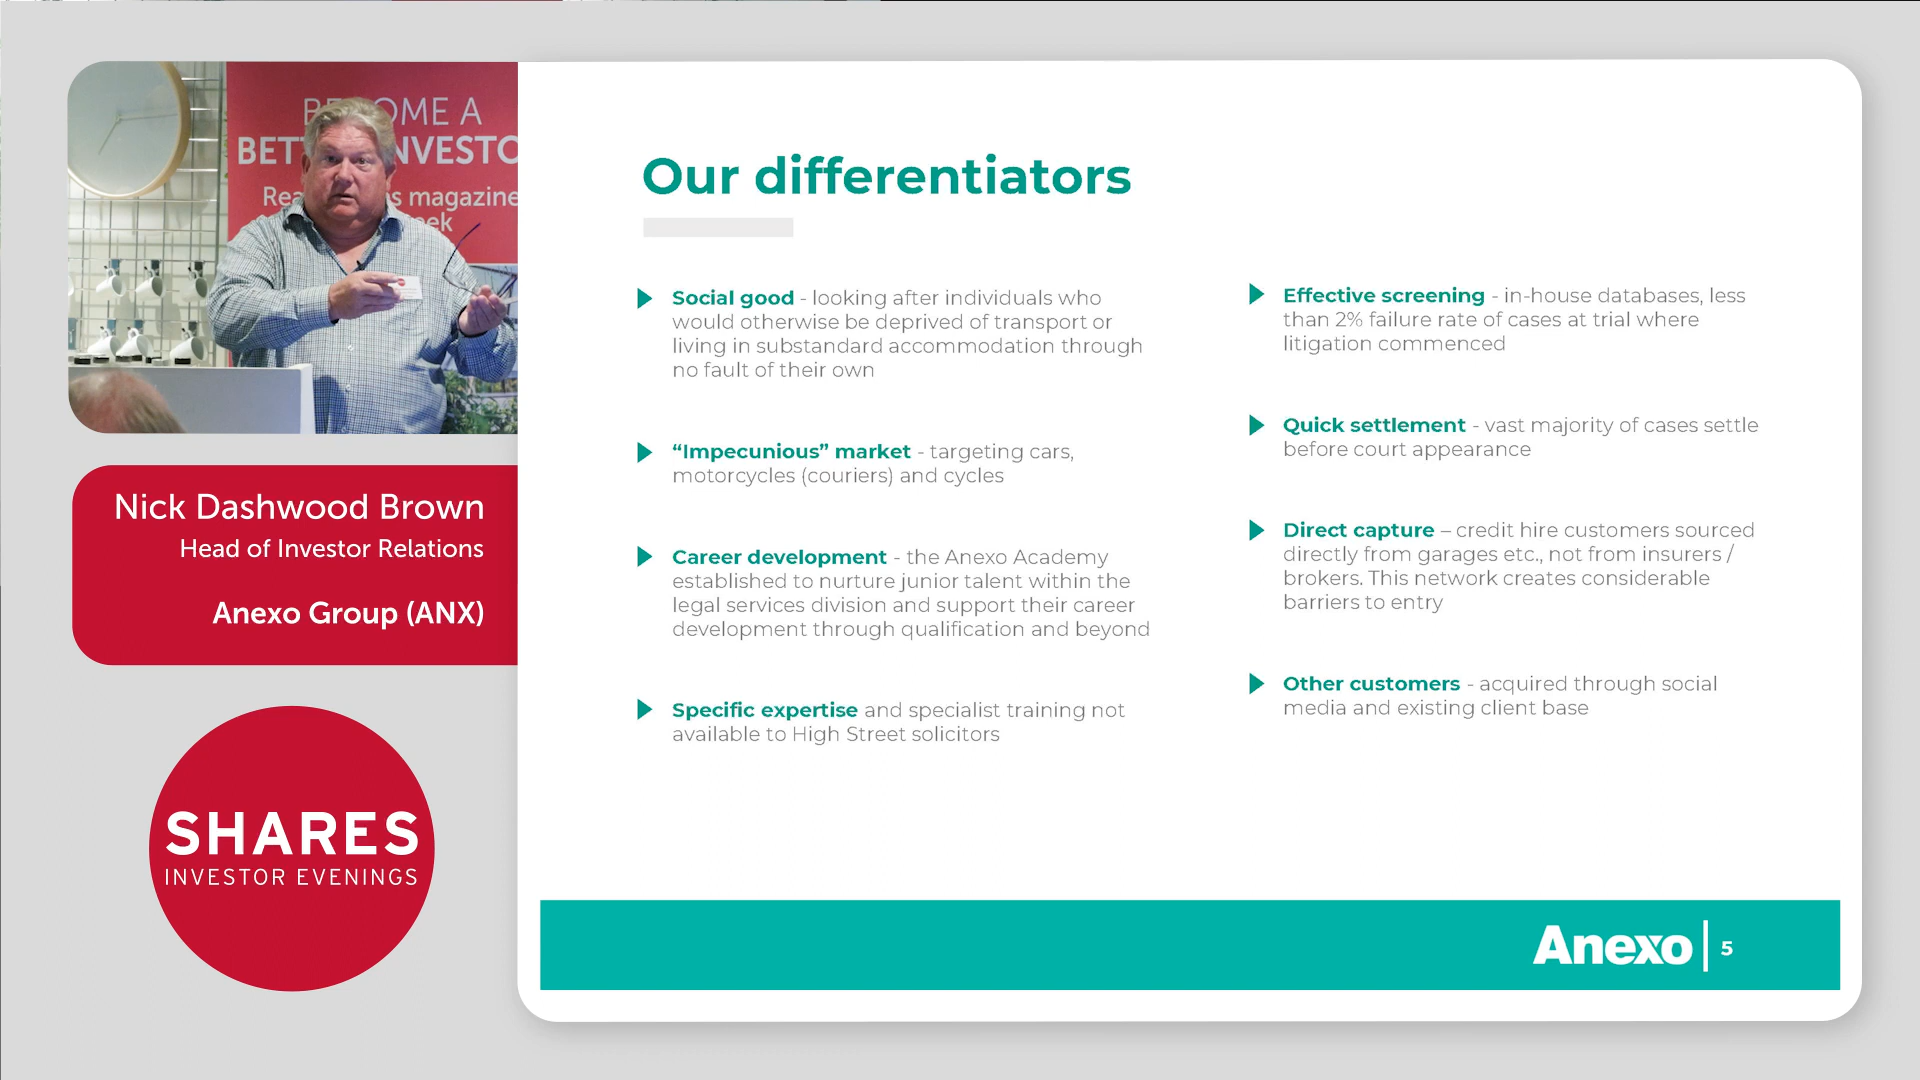 BECOME A
BETTER INVESTO
Rea s magazine
eek
Nick Dashwood Brown
Head of Investor Relations
Anexo Group (ANX)
SHARES
INVESTOR EVENINGS
Our differentiators
Social good - looking after individuals who
would otherwise be deprived of transport or
living in substandard accommodation through
no fault of their own
“Impecunious” market - targeting cars,
motorcycles (couriers) and cycles
Career development - the Anexo Academy
established to nurture junior talent within the
legal services division and support their career
development through qualification and beyond
Specific expertise and specialist training not
available to High Street solicitors
Effective screening - in-house databases, less
than 2% failure rate of cases at trial where
litigation commenced
Quick settlement - vast majority of cases settle
before court appearance
Direct capture – credit hire customers sourced
directly from garages etc., not from insurers /
brokers. This network creates considerable
barriers to entry
Other customers - acquired through social
media and existing client base
Anexo 5